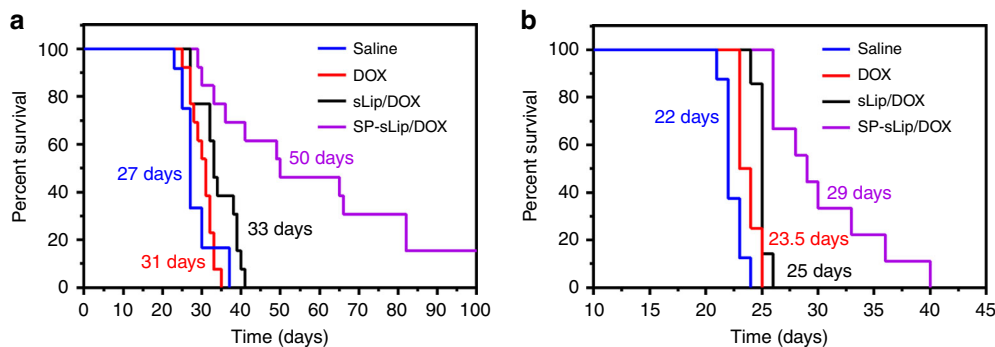 a
100
80
60
40
20
0
Percent survival
Saline
DOX
sLip/DOX
SP-sLip/DOX
50 days
27 days
33 days
31 days
0 10 20 30 40 50 60 70 80 90 100
Time (days)
b
100
80
60
40
20
0
Percent survival
Saline
DOX
sLip/DOX
SP-sLip/DOX
22 days
29 days
23.5 days
25 days
10 15 20 25 30 35 40 45
Time (days)